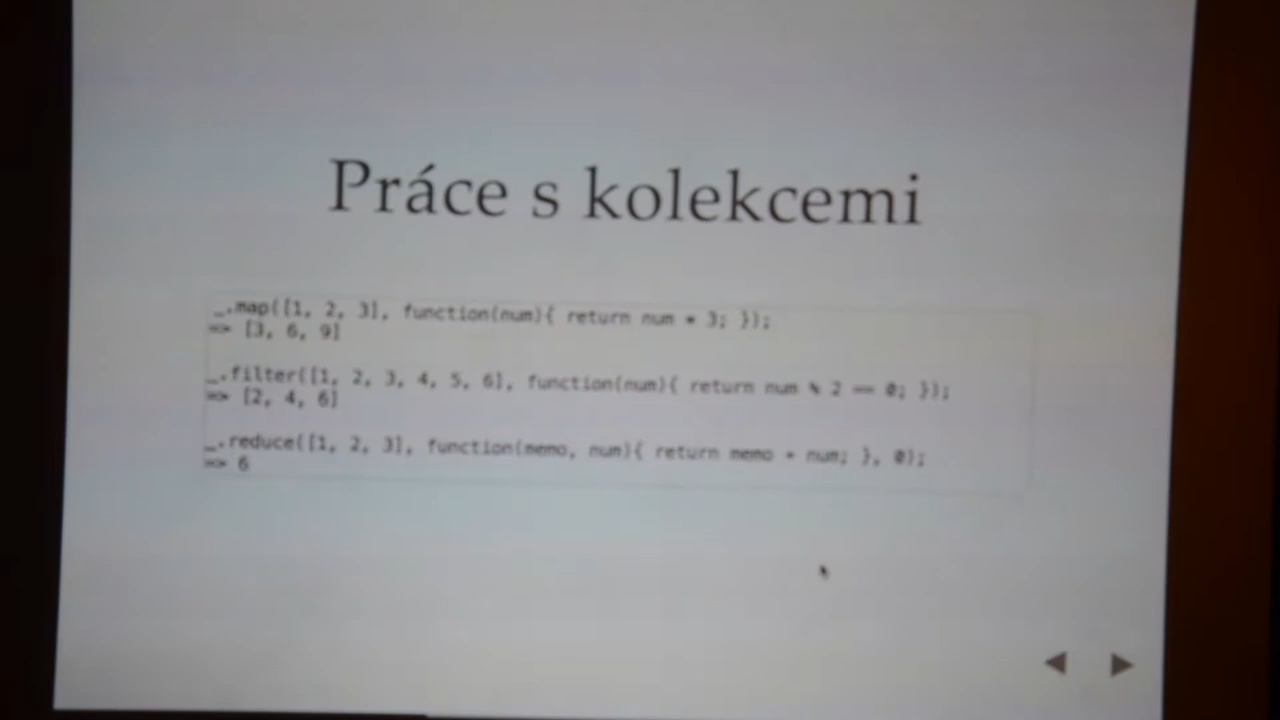 Práce s kolekcemi
_.map([1, 2, 3], function(num){ return num * 3; });
=> [3, 6, 9]
_.filter([1, 2, 3, 4, 5, 6], function(num){ return num % 2 == 0; });
=> [2, 4, 6]
_.reduce([1, 2, 3], function(memo, num){ return memo + num; }, 0);
=> 6